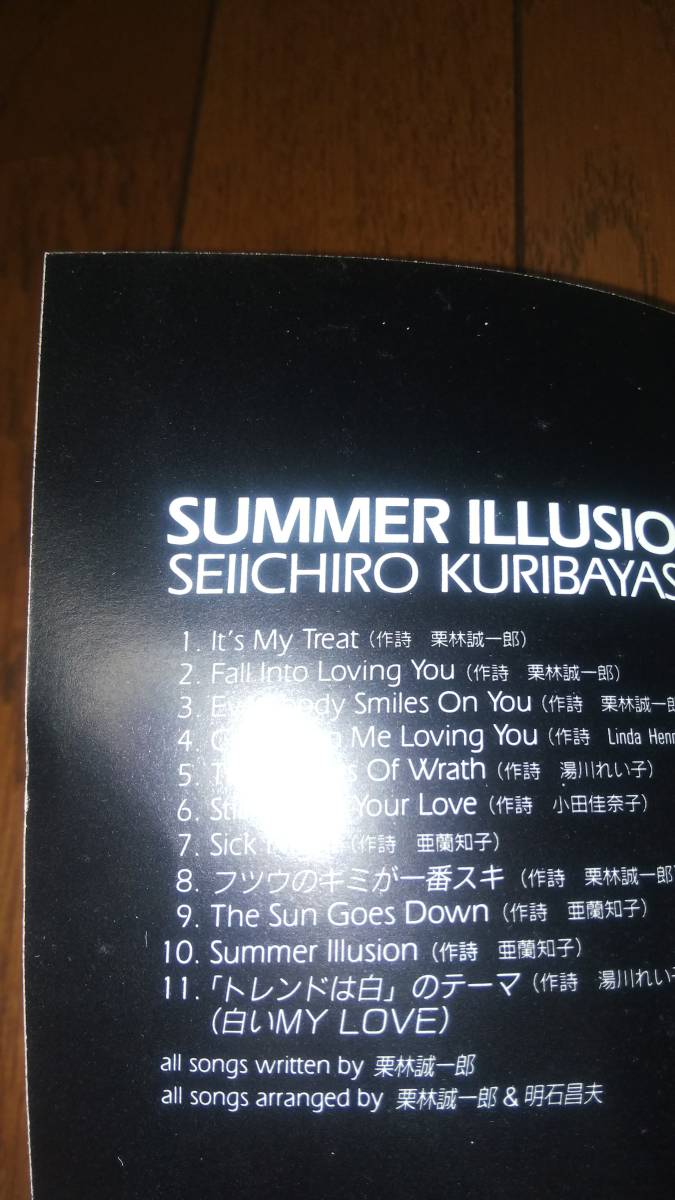 SUMMER ILLUSIO
SEIICHIRO KURIBAYAS
1. It's My Treat (作詩 栗林誠一郎)
2. Fall Into Loving You (作詩 栗林誠一郎)
3. Everybody Smiles On You (作詩 栗林誠一郎
4. Me Loving You (作詩 Linda Henn
5. Of Wrath (作詩 湯川れい子)
6. Your Love (作詩 小田佳奈子)
7. Sick (作詩 亜蘭知子)
8. フツウのキミが一番スキ (作詩 栗林誠一郎)
9. The Sun Goes Down (作詩 亜蘭知子)
10. Summer Illusion (作詩 亜蘭知子)
11. 「トレンドは白」のテーマ (作詩 湯川れい子
(白いMY LOVE)
all songs written by 栗林誠一郎
all songs arranged by 栗林誠一郎 & 明石昌夫